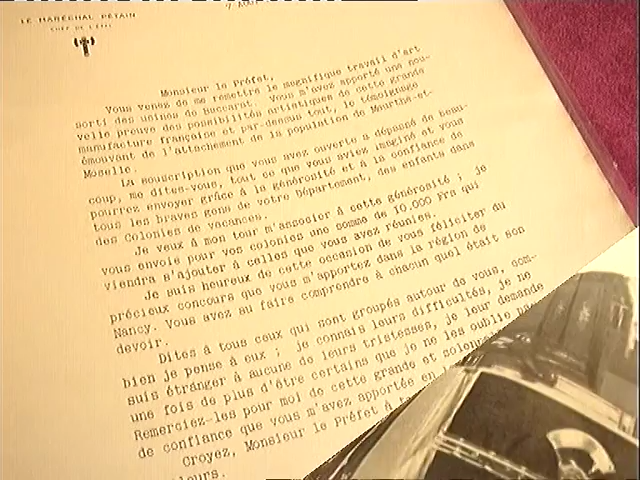 LE MARÉCHAL PÉTAIN
CHEF DE L'ÉTAT
7 AOUT
Monsieur le Préfet,
Vous venez de me remettre le magnifique travail d'art
sorti des usines de Baccarat. Vous m'avez apporté une nou-
velle preuve des possibilités artistiques de cette grande
manufacture française et par-dessus tout, le témoignage
émouvant de l'attachement de la population de Meurthe-et-
Moselle.
La souscription que vous avez ouverte a dépassé de beau-
coup, me dites-vous, tout ce que vous aviez imaginé et vous
pourrez envoyer grâce à la générosité et à la confiance de
tous les braves gens de votre Département, des enfants dans
des Colonies de vacances.
Je veux à mon tour m'associer à cette générosité ; je
vous envoie pour vos colonies une somme de 10.000 Frs qui
viendra s'ajouter à celles que vous avez réunies.
Je suis heureux de cette occasion de vous féliciter du
précieux concours que vous m'apportez dans la région de
Nancy. Vous avez su faire comprendre à chacun quel était son
devoir.
Dites à tous ceux qui sont groupés autour de vous, com-
bien je pense à eux ; je connais leurs difficultés, je ne
suis étranger à aucune de leurs tristesses, je leur demande
une fois de plus d'être certains que je ne les oublie pas.
Remerciez-les pour moi de cette grande et
de confiance que vous m'avez apportée en
Croyez, Monsieur le Préfet à